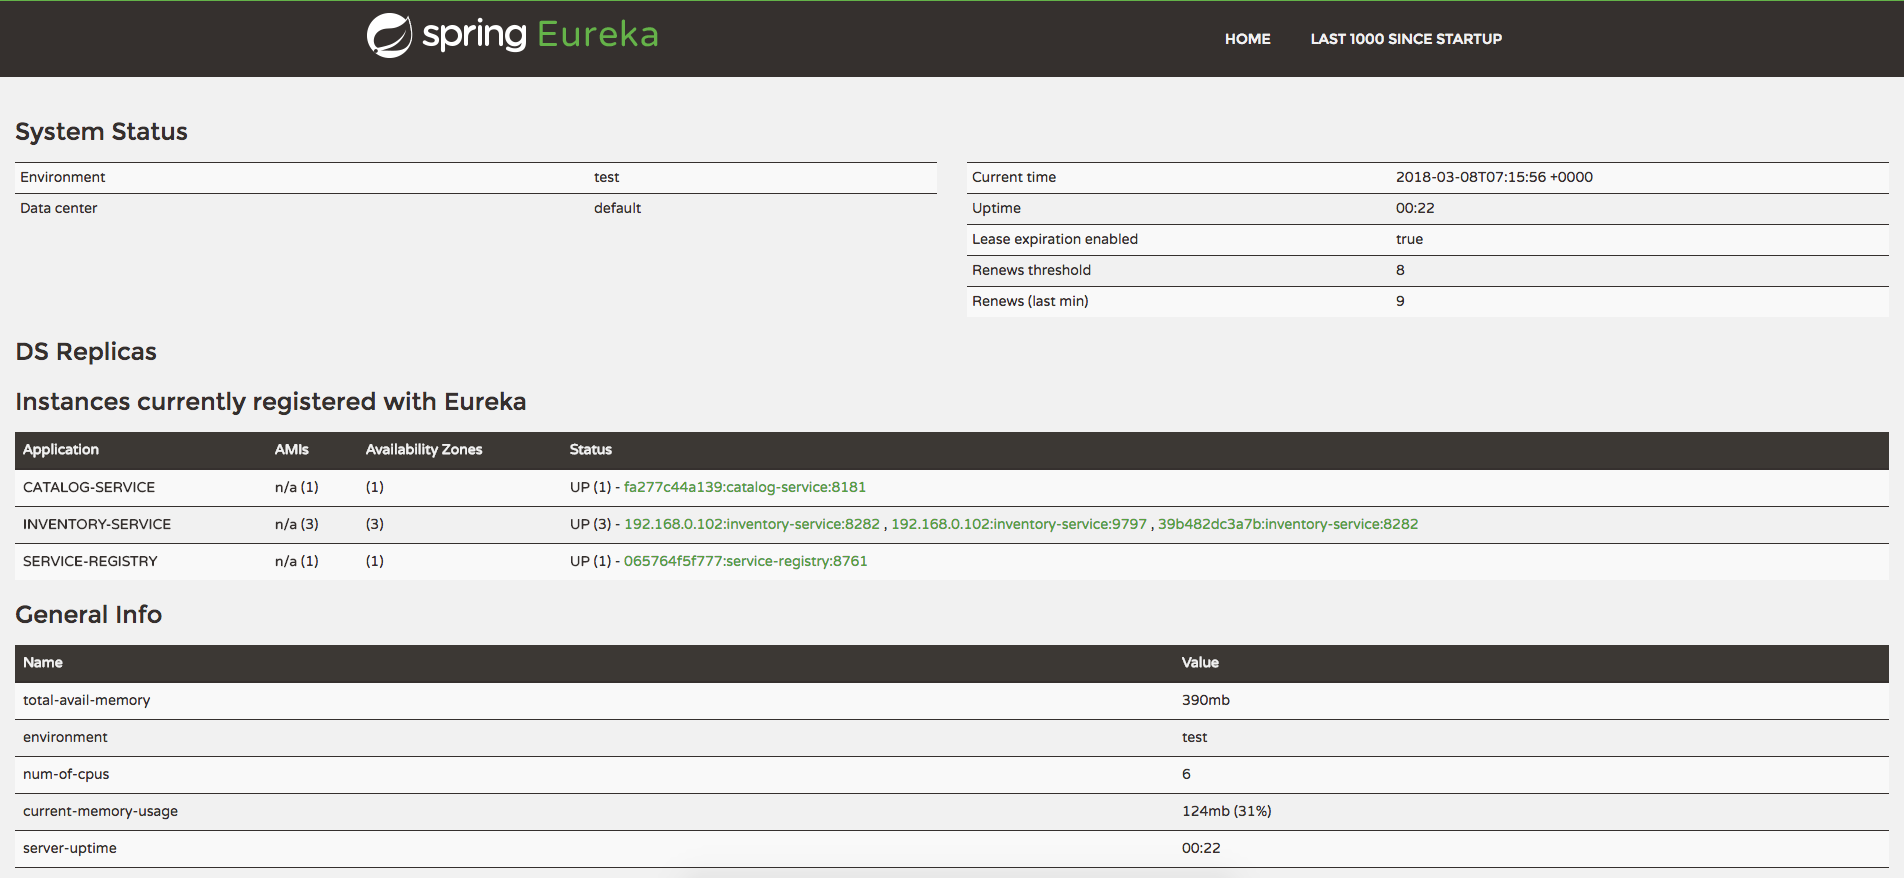 spring Eureka
HOME LAST 1000 SINCE STARTUP
System Status
Environment test
Data center default
Current time 2018-03-08T07:15:56 +0000
Uptime 00:22
Lease expiration enabled true
Renews threshold 8
Renews (last min) 9
DS Replicas
Instances currently registered with Eureka
Application AMIs Availability Zones Status
CATALOG-SERVICE n/a (1) (1) UP (1) - fa277c44a139:catalog-service:8181
INVENTORY-SERVICE n/a (3) (3) UP (3) - 192.168.0.102:inventory-service:8282 , 192.168.0.102:inventory-service:9797 , 39b482dc3a7b:inventory-service:8282
SERVICE-REGISTRY n/a (1) (1) UP (1) - 065764f5f777:service-registry:8761
General Info
Name Value
total-avail-memory 390mb
environment test
num-of-cpus 6
current-memory-usage 124mb (31%)
server-uptime 00:22